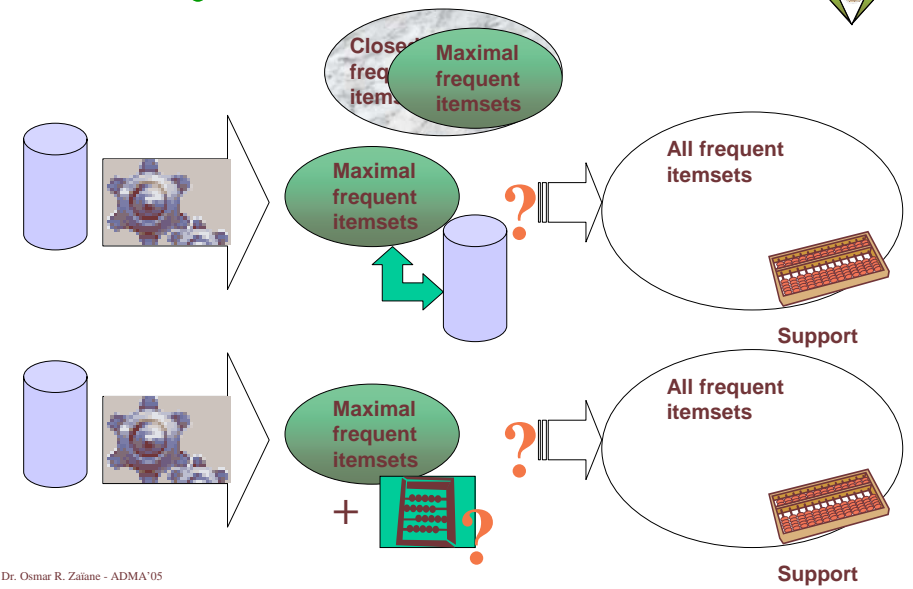 Maximal
frequent
itemsets
Maximal
frequent
itemsets
?
All frequent
itemsets
Support
Maximal
frequent
itemsets
+
?
?
All frequent
itemsets
Support
Dr. Osmar R. Zaïane - ADMA'05